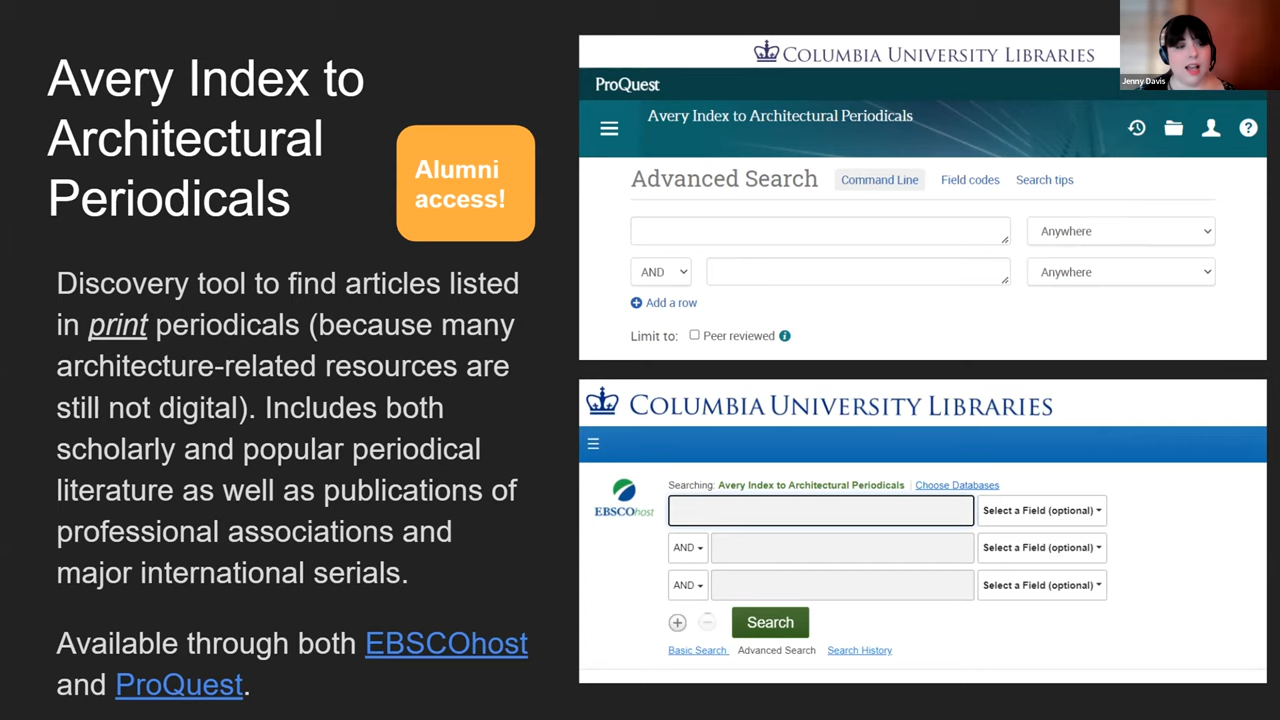 Avery Index to
Architectural
Periodicals
Alumni
access!
Discovery tool to find articles listed
in print periodicals (because many
architecture-related resources are
still not digital). Includes both
scholarly and popular periodical
literature as well as publications of
professional associations and
major international serials.
Available through both EBSCOhost
and ProQuest.
COLUMBIA UNIVERSITY LIBRARIES
ProQuest
Avery Index to Architectural Periodicals
Advanced Search Command Line Field codes Search tips
Anywhere
AND Anywhere
Add a row
Limit to: Peer reviewed
COLUMBIA UNIVERSITY LIBRARIES
Searching: Avery Index to Architectural Periodicals Choose Databases
EBSCOhost Select a Field (optional)
AND Select a Field (optional)
AND Select a Field (optional)
Search
Basic Search Advanced Search Search History
Jenny Davis